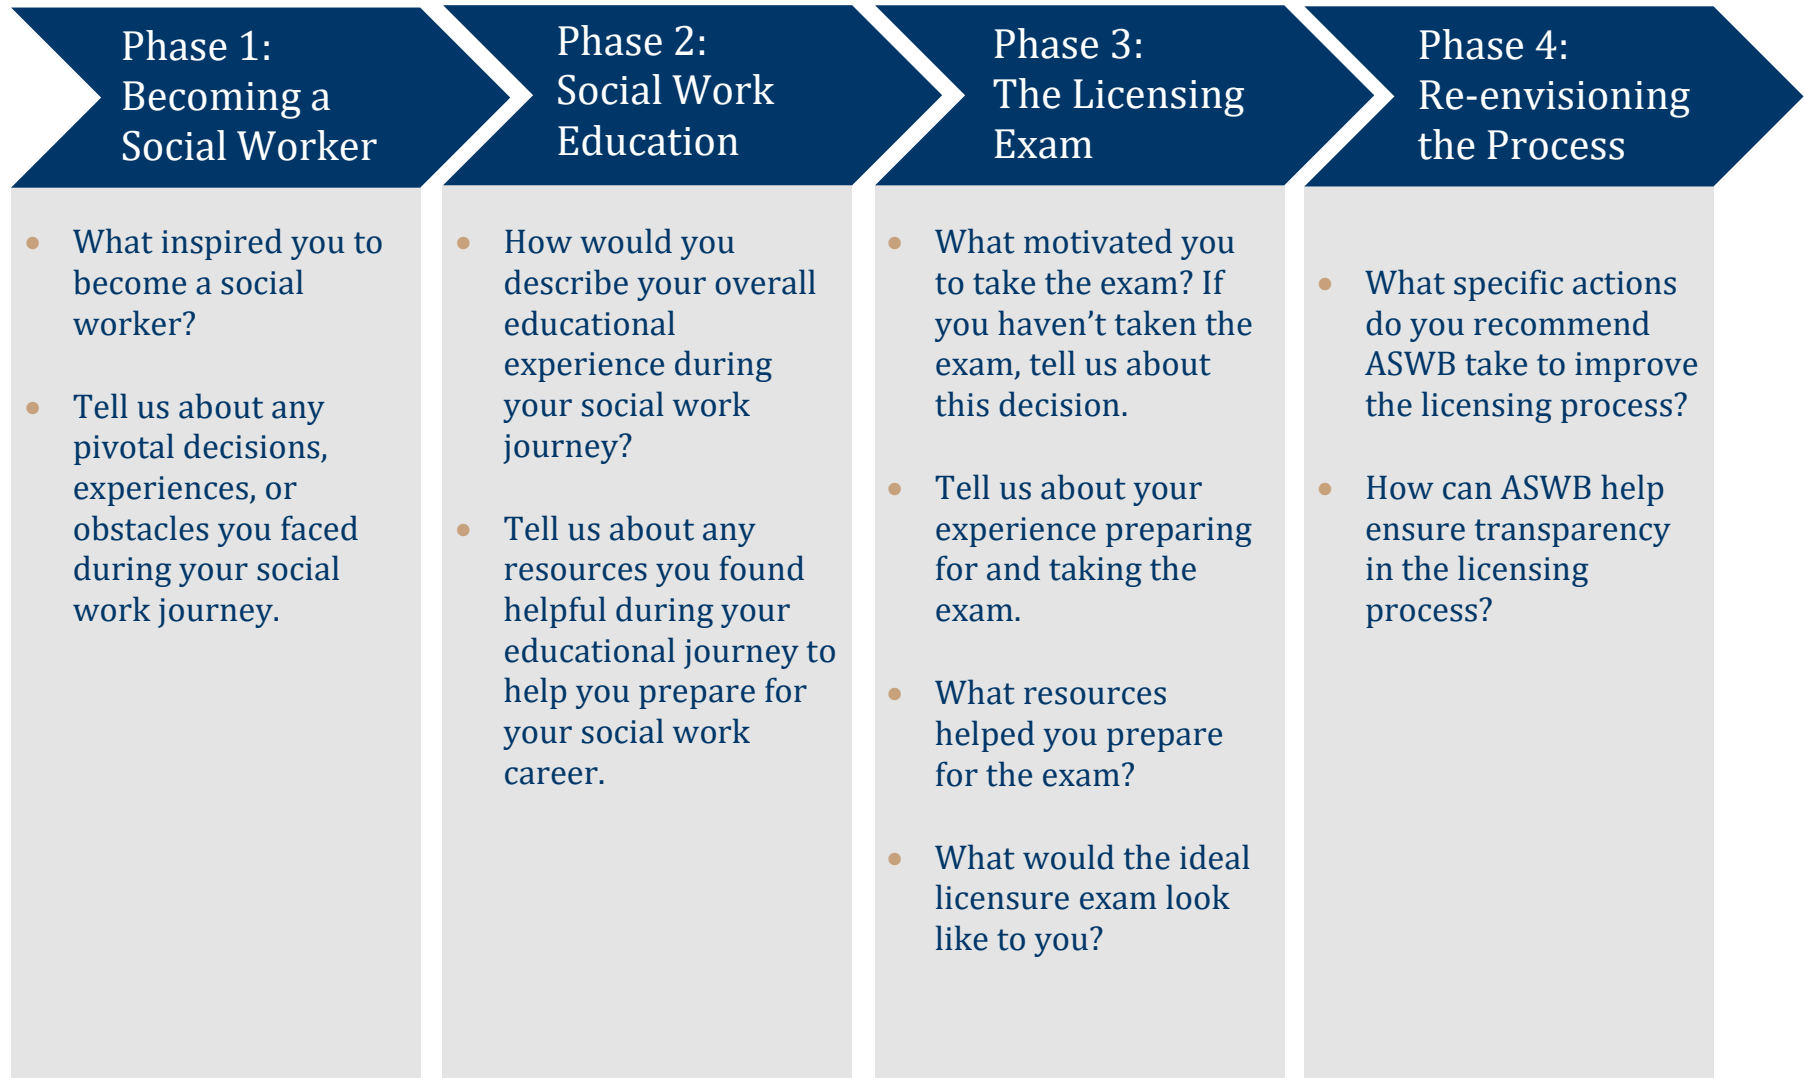 Phase 1:
Becoming a
Social Worker
• What inspired you to
become a social
worker?
• Tell us about any
pivotal decisions,
experiences, or
obstacles you faced
during your social
work journey.
Phase 2:
Social Work
Education
• How would you
describe your overall
educational
experience during
your social work
journey?
• Tell us about any
resources you found
helpful during your
educational journey to
help you prepare for
your social work
career.
Phase 3:
The Licensing
Exam
• What motivated you
to take the exam? If
you haven’t taken the
exam, tell us about
this decision.
• Tell us about your
experience preparing
for and taking the
exam.
• What resources
helped you prepare
for the exam?
• What would the ideal
licensure exam look
like to you?
Phase 4:
Re-envisioning
the Process
• What specific actions
do you recommend
ASWB take to improve
the licensing process?
• How can ASWB help
ensure transparency
in the licensing
process?